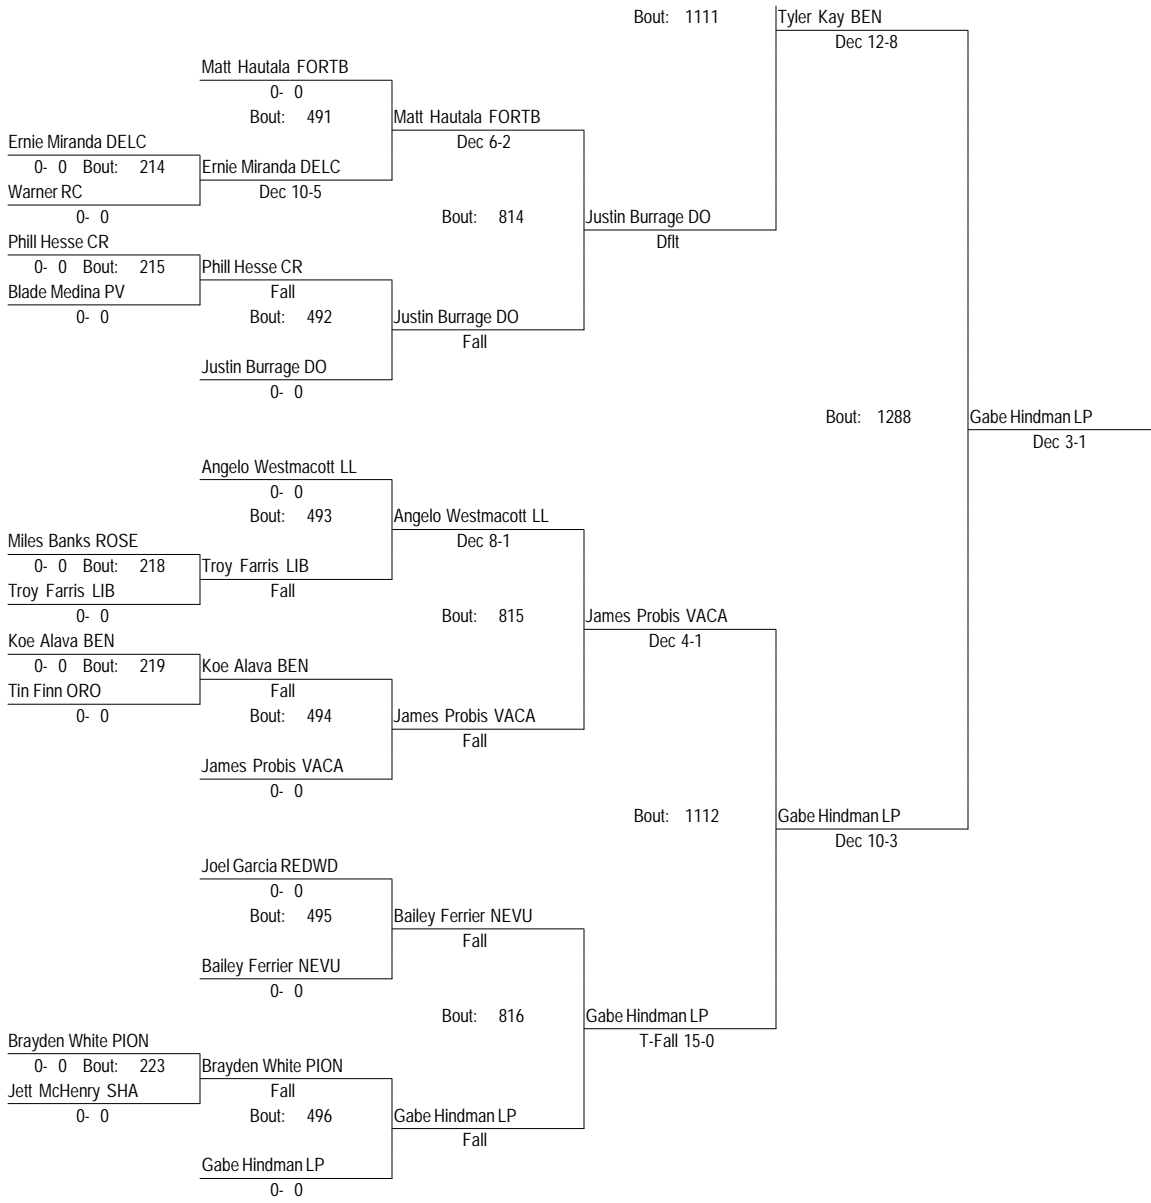 Bout: 1111 Tyler Kay BEN
Dec 12-8
Matt Hautala FORTB
0- 0
Bout: 491 Matt Hautala FORTB
Ernie Miranda DELC Dec 6-2
0- 0 Bout: 214 Ernie Miranda DELC
Warner RC Dec 10-5
0- 0 Bout: 814 Justin Burrage DO
Phill Hesse CR Dflt
0- 0 Bout: 215 Phill Hesse CR
Blade Medina PV Fall
0- 0 Bout: 492 Justin Burrage DO
Fall
Justin Burrage DO
0- 0
Bout: 1288 Gabe Hindman LP
Dec 3-1
Angelo Westmacott LL
0- 0
Bout: 493 Angelo Westmacott LL
Miles Banks ROSE Dec 8-1
0- 0 Bout: 218 Troy Farris LIB
Troy Farris LIB Fall
0- 0 Bout: 815 James Probis VACA
Koe Alava BEN Dec 4-1
0- 0 Bout: 219 Koe Alava BEN
Tin Finn ORO Fall
0- 0 Bout: 494 James Probis VACA
Fall
James Probis VACA
0- 0
Bout: 1112 Gabe Hindman LP
Dec 10-3
Joel Garcia REDWD
0- 0
Bout: 495 Bailey Ferrier NEVU
Fall
Bailey Ferrier NEVU
0- 0
Bout: 816 Gabe Hindman LP
Brayden White PION T-Fall 15-0
0- 0 Bout: 223 Brayden White PION
Jett McHenry SHA Fall
0- 0 Bout: 496 Gabe Hindman LP
Fall
Gabe Hindman LP
0- 0